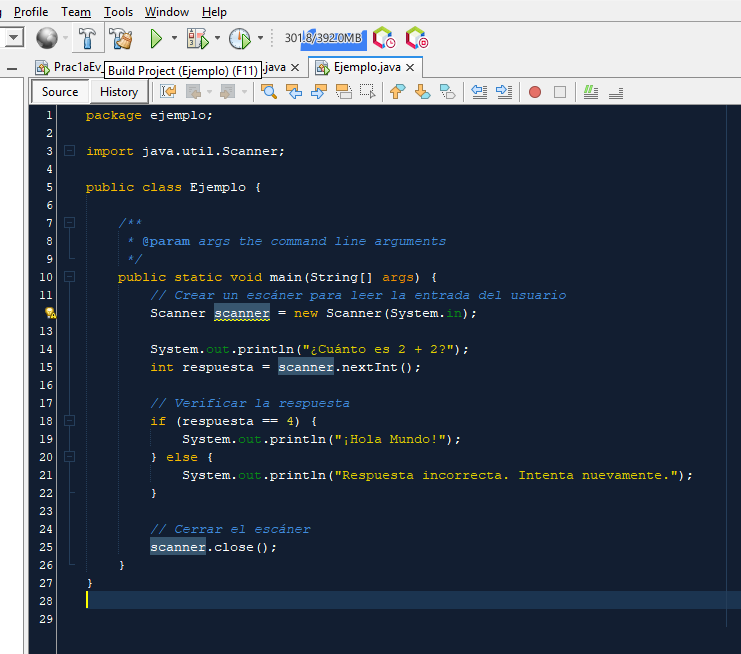 Profile Team Tools Window Help
301.8/392.0MB
Prac1aEv
.java
Ejemplo.java
Build Project (Ejemplo) (F11)
Source History
1 package ejemplo;
2
3 import java.util.Scanner;
4
5 public class Ejemplo {
6
7 /**
8 * @param args the command line arguments
9 */
10 public static void main(String[] args) {
11 // Crear un escáner para leer la entrada del usuario
Scanner scanner = new Scanner(System.in);
13
14 System.out.println("¿Cuánto es 2 + 2?");
15 int respuesta = scanner.nextInt();
16
17 // Verificar la respuesta
18 if (respuesta == 4) {
19 System.out.println("¡Hola Mundo!");
20 } else {
21 System.out.println("Respuesta incorrecta. Intenta nuevamente.");
22 }
23
24 // Cerrar el escáner
25 scanner.close();
26 }
27 }
28
29